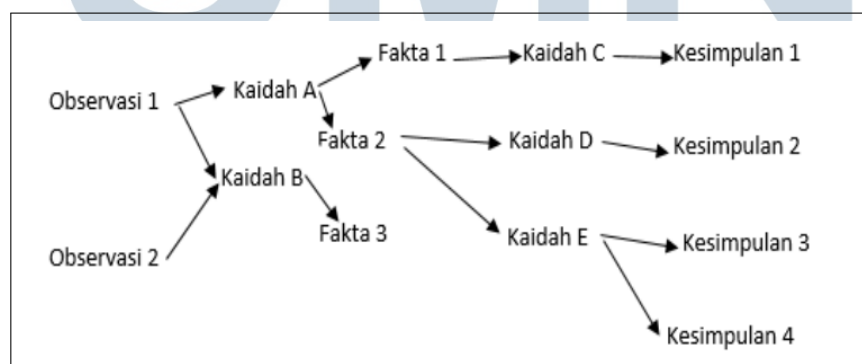 Fakta 1
Kaidah C
Kesimpulan 1
Observasi 1
Kaidah A
Fakta 2
Kaidah D
Kesimpulan 2
Kaidah B
Fakta 3
Kaidah E
Kesimpulan 3
Observasi 2
Kesimpulan 4